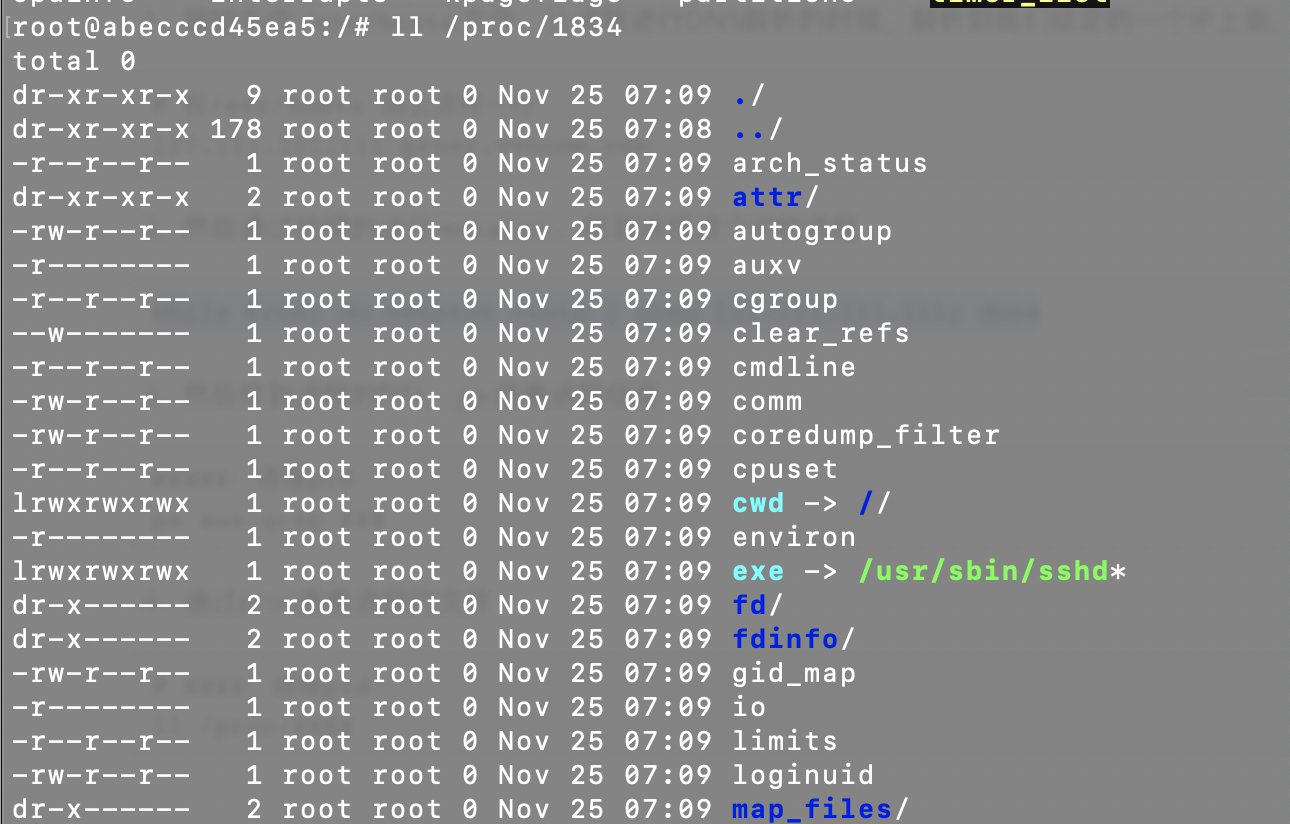 root@abecccd45ea5:/# ll /proc/1834
total 0
dr-xr-xr-x   9 root root 0 Nov 25 07:09 ./
dr-xr-xr-x 178 root root 0 Nov 25 07:08 ../
-r--r--r--   1 root root 0 Nov 25 07:09 arch_status
dr-xr-xr-x   2 root root 0 Nov 25 07:09 attr/
-rw-r--r--   1 root root 0 Nov 25 07:09 autogroup
-r--------   1 root root 0 Nov 25 07:09 auxv
-r--r--r--   1 root root 0 Nov 25 07:09 cgroup
--w-------   1 root root 0 Nov 25 07:09 clear_refs
-r--r--r--   1 root root 0 Nov 25 07:09 cmdline
-rw-r--r--   1 root root 0 Nov 25 07:09 comm
-rw-r--r--   1 root root 0 Nov 25 07:09 coredump_filter
-r--r--r--   1 root root 0 Nov 25 07:09 cpuset
lrwxrwxrwx   1 root root 0 Nov 25 07:09 cwd -> //
-r--------   1 root root 0 Nov 25 07:09 environ
lrwxrwxrwx   1 root root 0 Nov 25 07:09 exe -> /usr/sbin/sshd*
dr-x------   2 root root 0 Nov 25 07:09 fd/
dr-x------   2 root root 0 Nov 25 07:09 fdinfo/
-rw-r--r--   1 root root 0 Nov 25 07:09 gid_map
-r--------   1 root root 0 Nov 25 07:09 io
-r--r--r--   1 root root 0 Nov 25 07:09 limits
-rw-r--r--   1 root root 0 Nov 25 07:09 loginuid
dr-x------   2 root root 0 Nov 25 07:09 map_files/